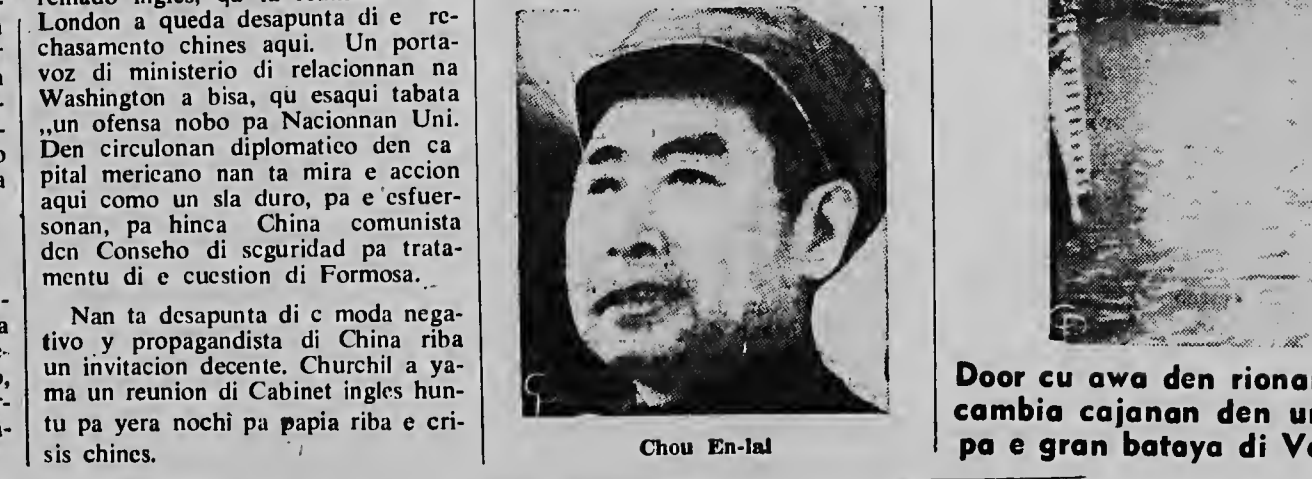 London a queda desapunta di e re-
chasamento chines aqui. Un porta-
voz di ministerio di relacionnan na
Washington a bisa, qu esaqui tabata
„un ofensa nobo pa Nacionnan Uni.
Den circulonan diplomatico den ca
pital mericano nan ta mira e accion
aqui como un sla duro, pa e esfuer-
sonan, pa hinca China comunista
den Conseho di seguridad pa trata-
mentu di e cuestion di Formosa.
Nan ta desapunta di e moda nega-
tivo y propagandista di China riba
un invitacion decente. Churchil a ya-
ma un reunion di Cabinet ingles hun-
tu pa yera nochi pa papia riba e cri-
sis chines.
Chou En-lai
Door cu awa den
cambia cajanan den
pa e gran bataya di